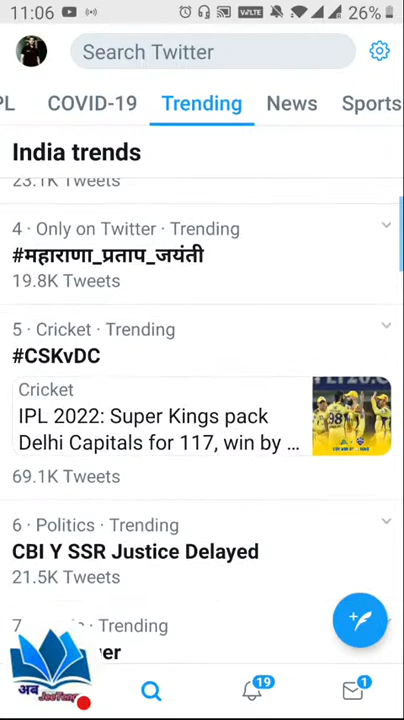 11:06 VoLTE 26%
Search Twitter
PL COVID-19 Trending News Sports
India trends
23.1K Tweets
4 · Only on Twitter · Trending
#महाराणा_प्रताप_जयंती
19.8K Tweets
5 · Cricket · Trending
#CSKvDC
Cricket
IPL 2022: Super Kings pack
Delhi Capitals for 117, win by ...
69.1K Tweets
6 · Politics · Trending
CBI Y SSR Justice Delayed
21.5K Tweets
7 · Trending
अब
19
1